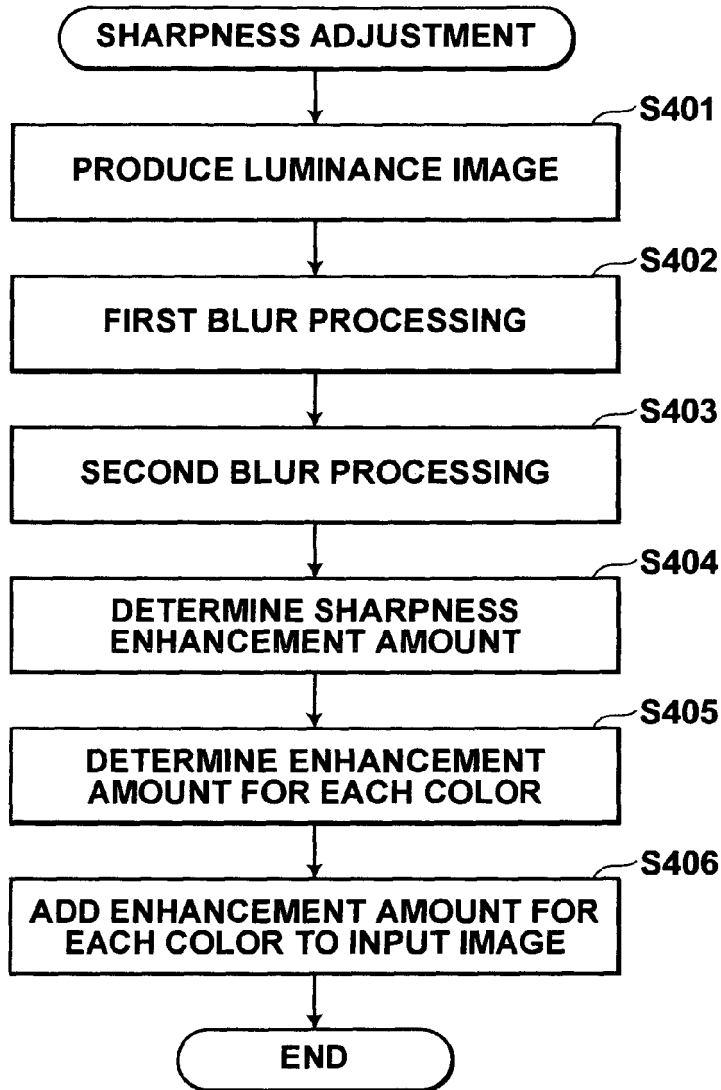 SHARPNESS ADJUSTMENT
S401
PRODUCE LUMINANCE IMAGE
S402
FIRST BLUR PROCESSING
S403
SECOND BLUR PROCESSING
S404
DETERMINE SHARPNESS
ENHANCEMENT AMOUNT
S405
DETERMINE ENHANCEMENT
AMOUNT FOR EACH COLOR
S406
ADD ENHANCEMENT AMOUNT FOR
EACH COLOR TO INPUT IMAGE
END